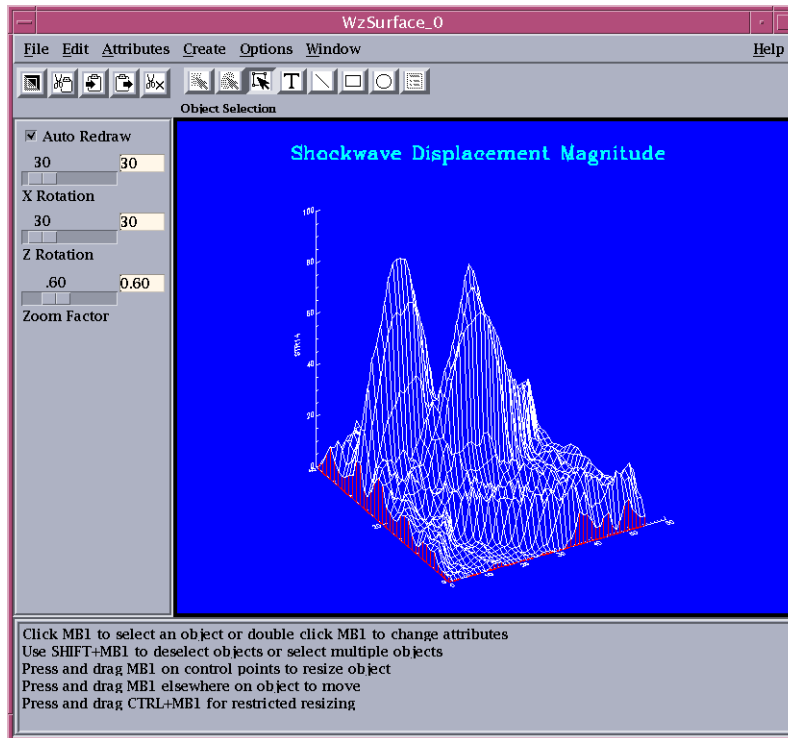 WzSurface_0
File Edit Attributes Create Options Window Help
T
Object Selection
Auto Redraw
30 30
X Rotation
30 30
Z Rotation
.60 0.60
Zoom Factor
Shockwave Displacement Magnitude
100
80
60
40
20
0
Click MB1 to select an object or double click MB1 to change attributes
Use SHIFT+MB1 to deselect objects or select multiple objects
Press and drag MB1 on control points to resize object
Press and drag MB1 elsewhere on object to move
Press and drag CTRL+MB1 for restricted resizing